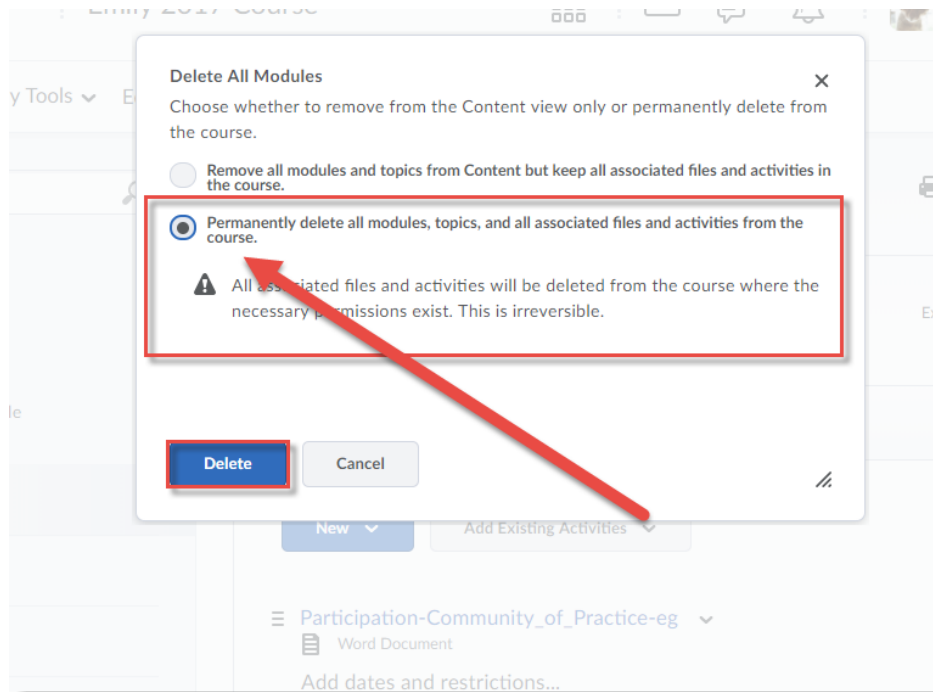 Emily 2017 Course
y Tools
E
Delete All Modules
Choose whether to remove from the Content view only or permanently delete from
the course.
Remove all modules and topics from Content but keep all associated files and activities in
the course.
Permanently delete all modules, topics, and all associated files and activities from the
course.
All associated files and activities will be deleted from the course where the
necessary permissions exist. This is irreversible.
E
le
Delete
Cancel
New
Add Existing Activities
Participation-Community_of_Practice-eg
Word Document
Add dates and restrictions...